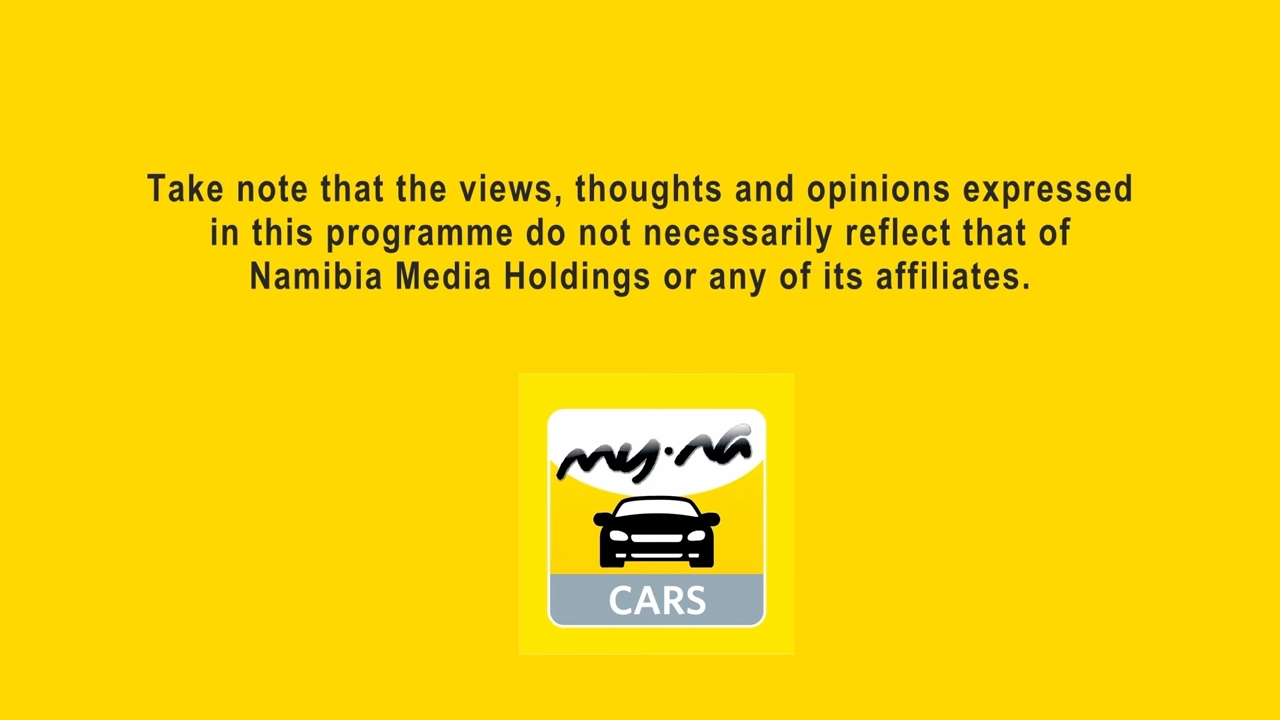 Take note that the views, thoughts and opinions expressed
in this programme do not necessarily reflect that of
Namibia Media Holdings or any of its affiliates.
my·na
CARS